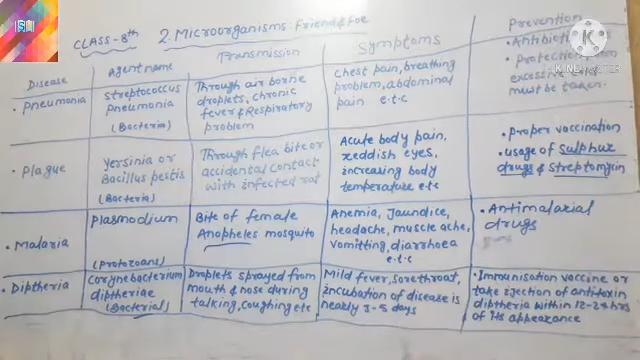 CLASS-8th
2. Microorganisms: Friend & Foe
Disease
Agent name
Transmission
Symptoms
Prevention
• Pneumonia
Streptococcus
Pneumonia
(Bacteria)
Through air borne
droplets, chronic
fever & Respiratory
problem
Chest pain, breathing
problem, abdominal
pain e.t.c
• Antibiot
• Protection
excessive
must be taken.
• Plague
Yersinia or
Bacillus pestis
(Bacteria)
Through flea bite or
accidental contact
with infected rat
Acute body pain,
reddish eyes,
increasing body
temperature etc
• Proper vaccination
• usage of sulphur
drugs & Streptomycin
• Malaria
Plasmodium
(Protozoans)
Bite of female
Anopheles mosquito
Anemia, Jaundice,
headache, muscle ache,
vomitting, diarrhoea
e.t.c
• Antimalarial
drugs
• Diptheria
Corynebacterium
diptheriae
(Bacterial)
Droplets sprayed from
mouth & nose during
talking, coughing etc
Mild fever, sore throat,
incubation of disease is
nearly 3-5 days
• Immunisation vaccine or
take injection of antitoxin
diptheria within 12-24 hrs
of its appearance
KINEMASTER